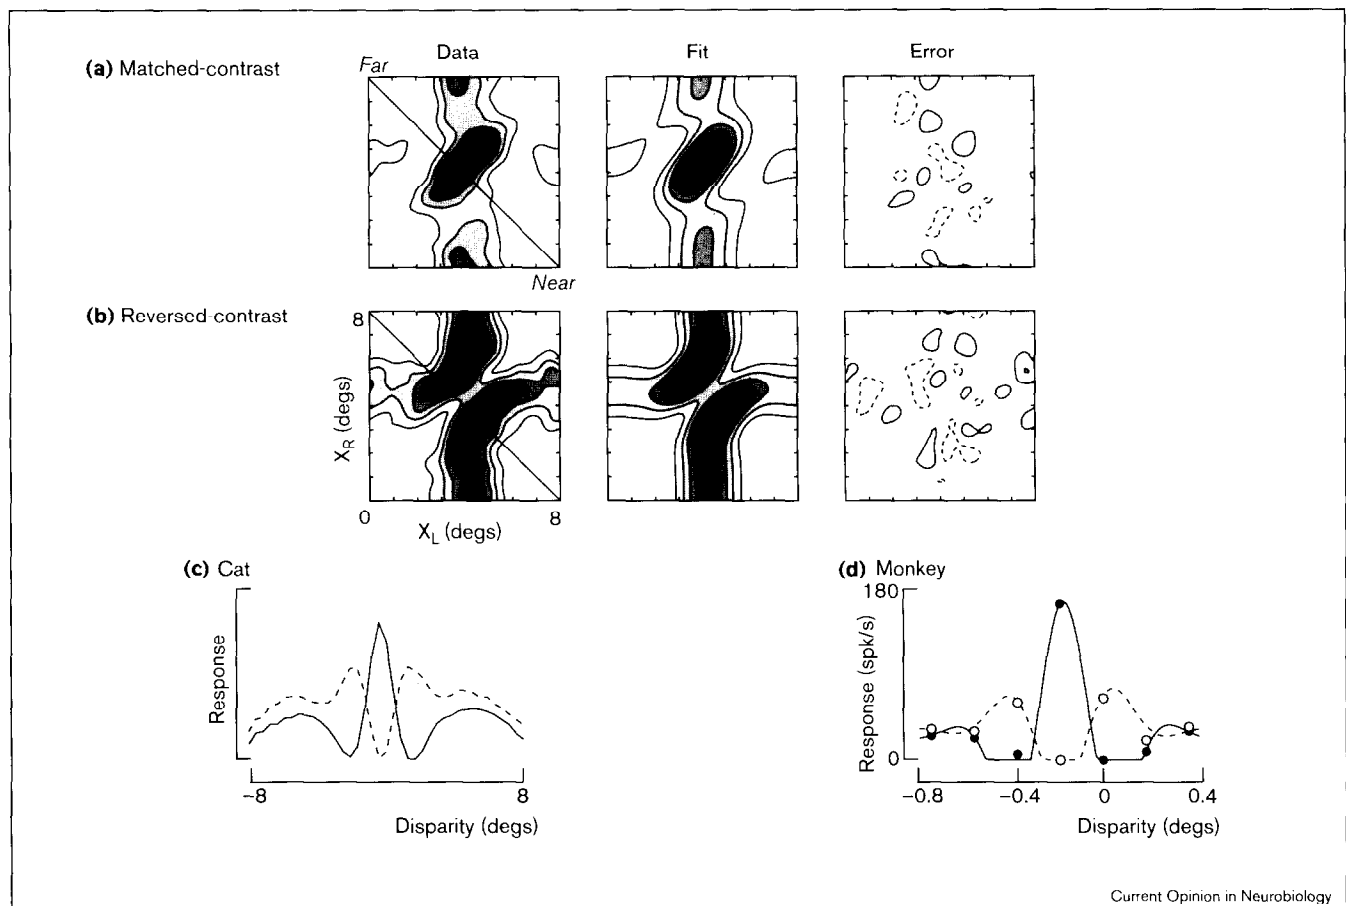 Data Fit Error
(a) Matched-contrast
Far
Near
(b) Reversed-contrast
8
X_R (degs)
0 8
X_L (degs)
(c) Cat
Response
-8 8
Disparity (degs)
(d) Monkey
180
Response (spk/s)
0
-0.8 -0.4 0 0.4
Disparity (degs)
Current Opinion in Neurobiology